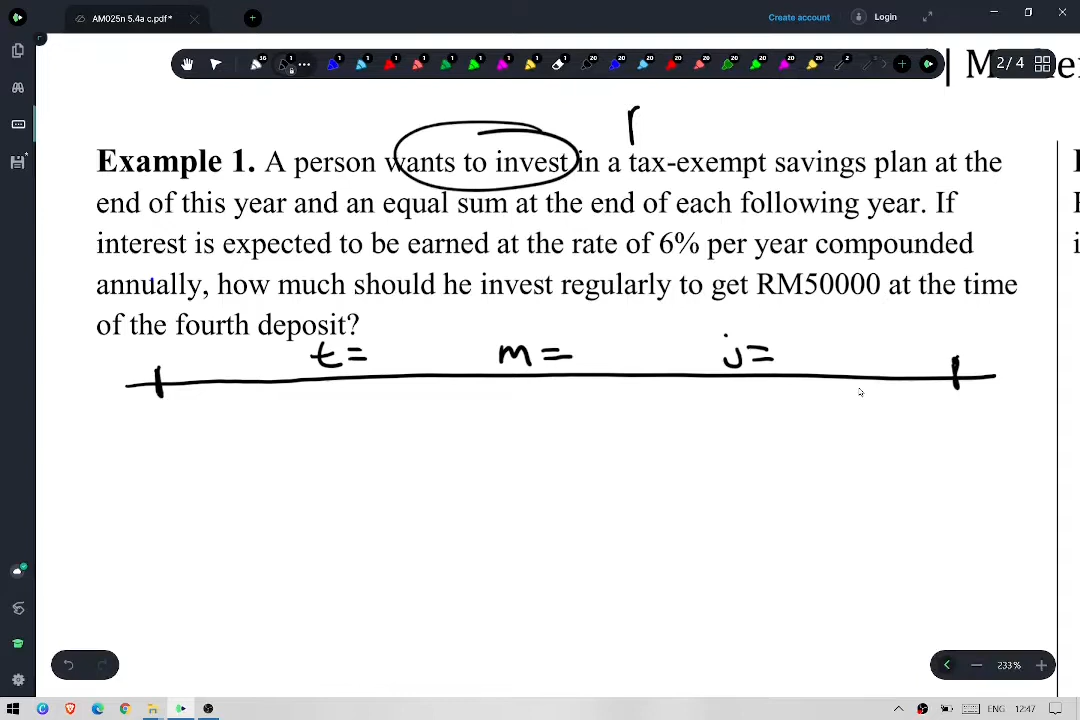 AM025n 5.4a c.pdf*
Create account
Login
2/4
Example 1. A person wants to invest in a tax-exempt savings plan at the
end of this year and an equal sum at the end of each following year. If
interest is expected to be earned at the rate of 6% per year compounded
annually, how much should he invest regularly to get RM50000 at the time
of the fourth deposit?
t= m= j=
233%
ENG 12:47